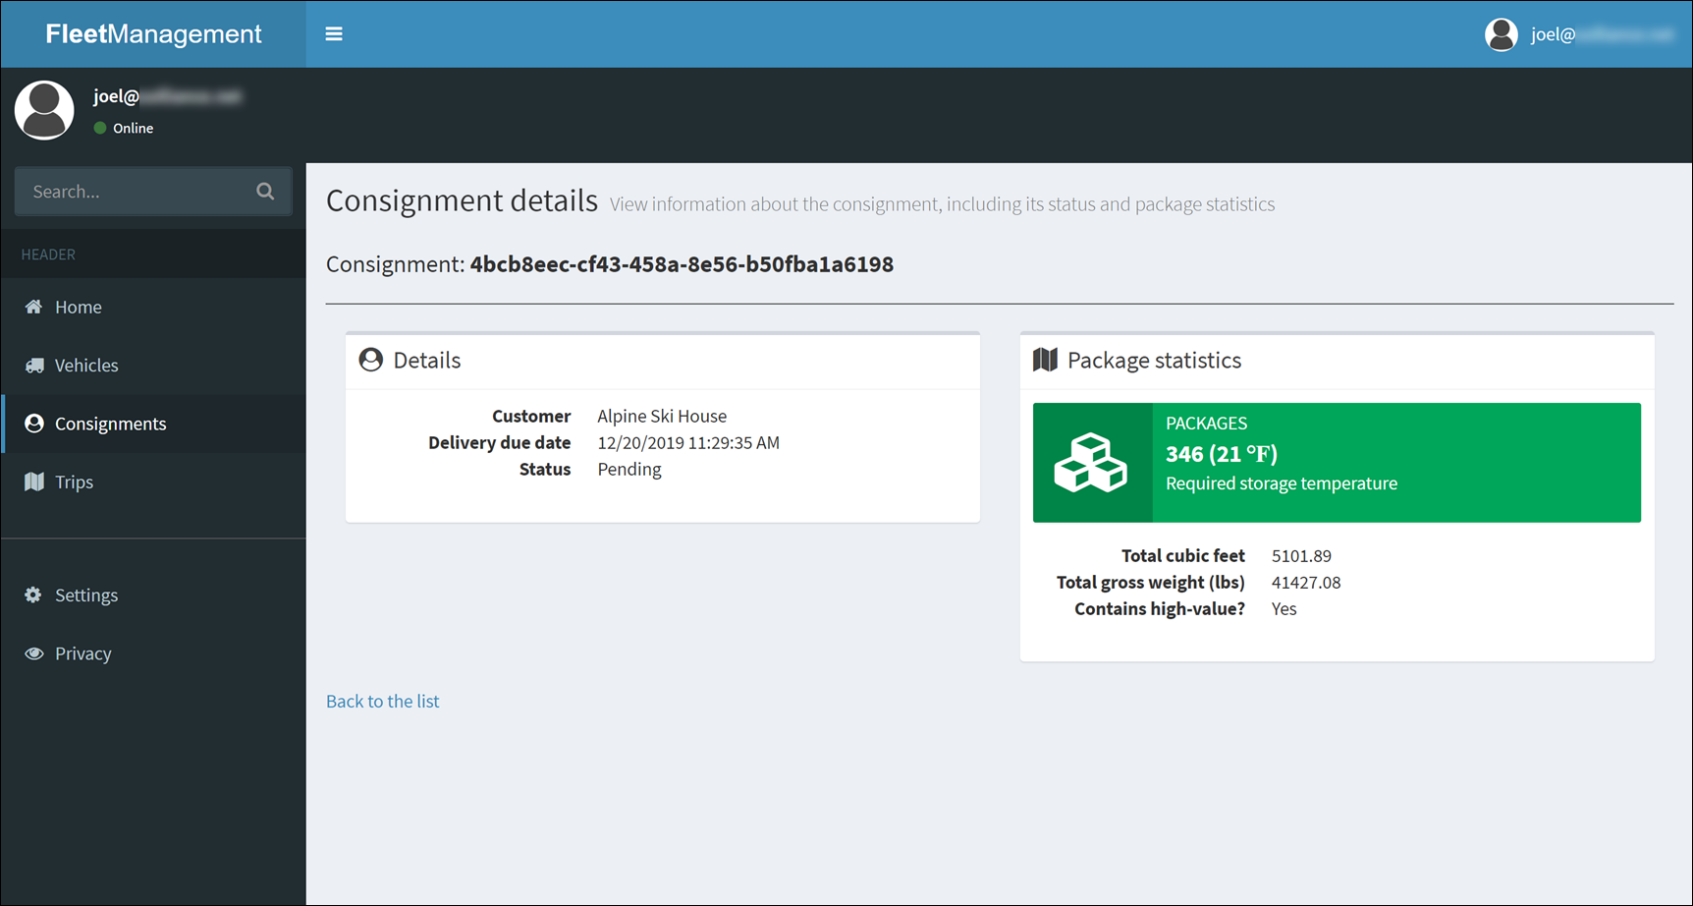 FleetManagement
joel@
joel@
Online
Search...
HEADER
Home
Vehicles
Consignments
Trips
Settings
Privacy
Consignment details View information about the consignment, including its status and package statistics
Consignment: 4bcb8eec-cf43-458a-8e56-b50fba1a6198
Details
Customer Alpine Ski House
Delivery due date 12/20/2019 11:29:35 AM
Status Pending
Package statistics
PACKAGES
346 (21 °F)
Required storage temperature
Total cubic feet 5101.89
Total gross weight (lbs) 41427.08
Contains high-value? Yes
Back to the list